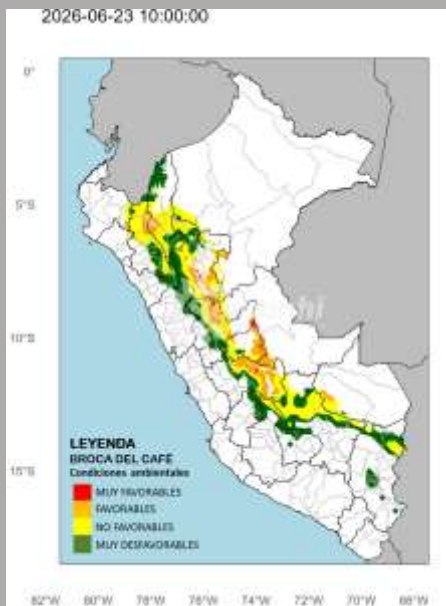 2026-06-23 10:00:00
0°
5°S
10°S
15°S
LEYENDA
BROCA DEL CAFÉ
Condiciones ambientales
MUY FAVORABLES
FAVORABLES
NO FAVORABLES
MUY DESFAVORABLES
82°W 80°W 78°W 76°W 74°W 72°W 70°W 68°W